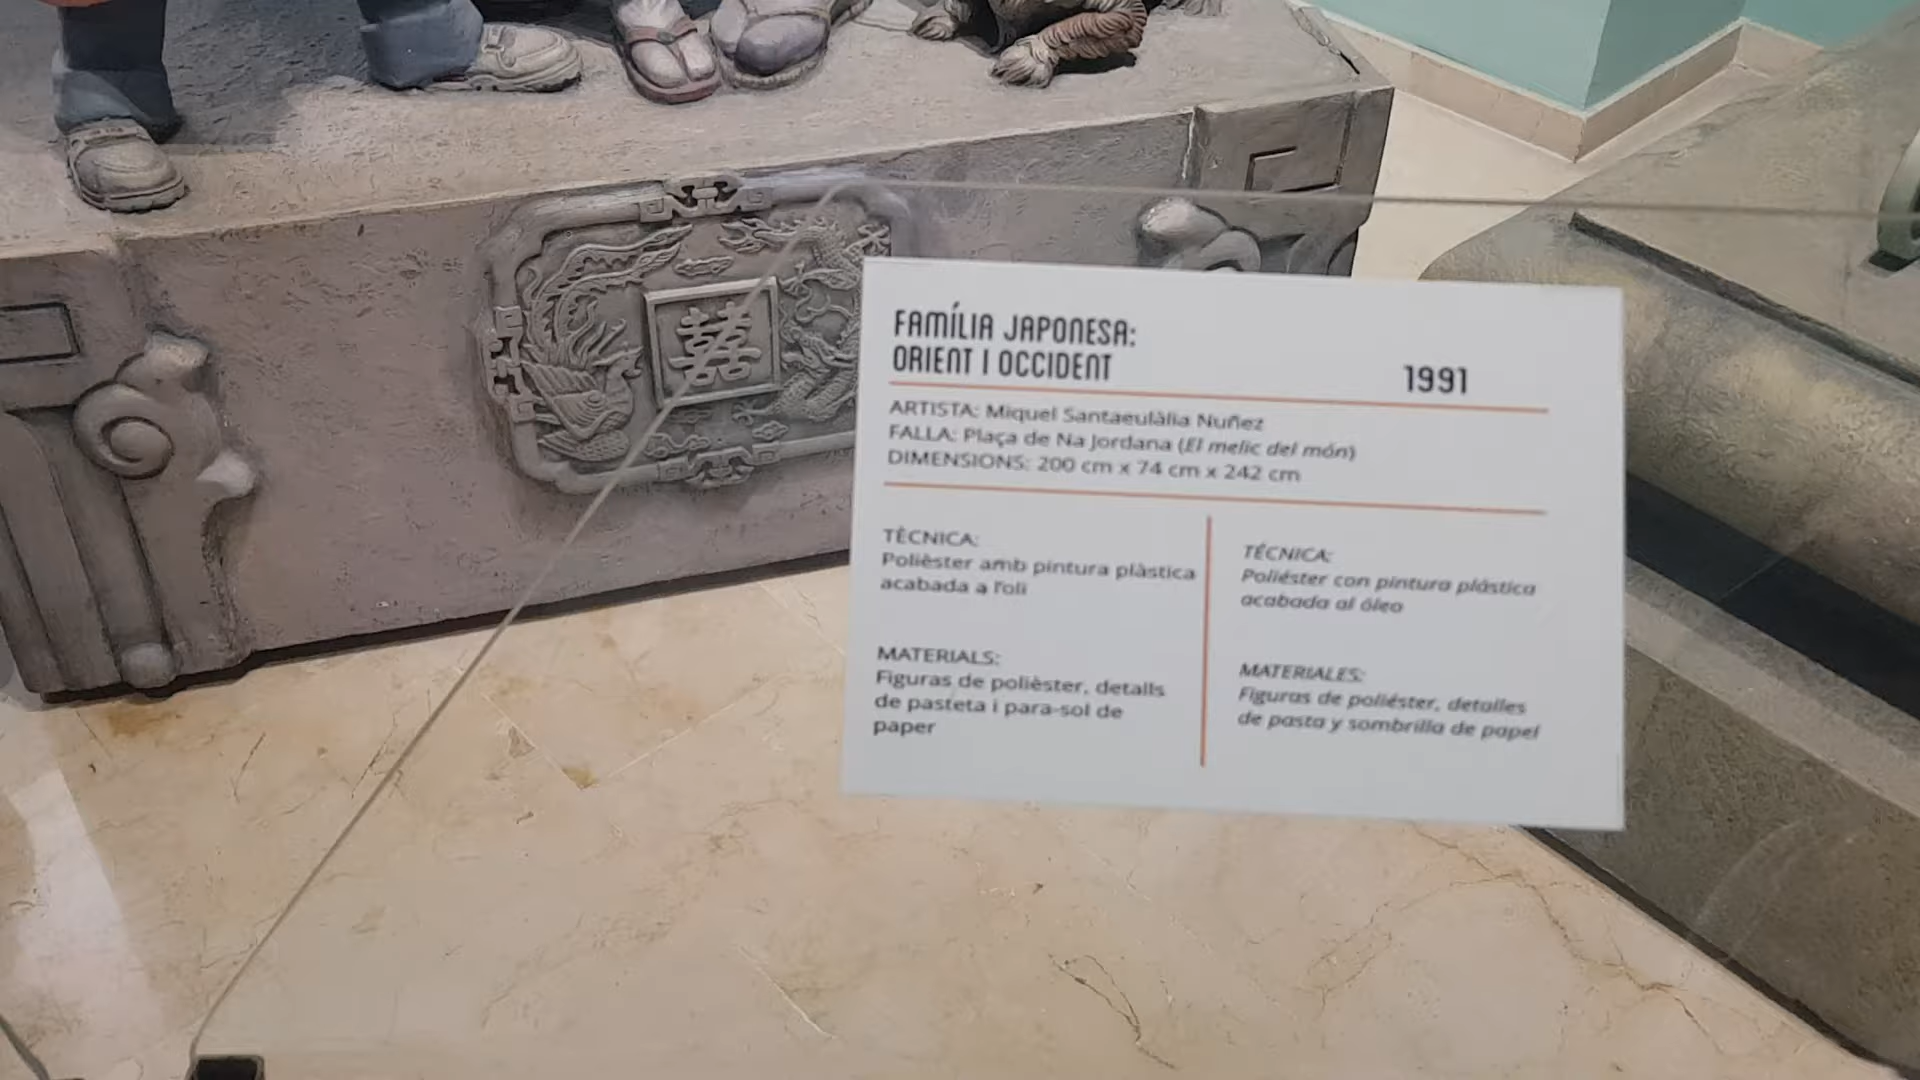 囍
FAMÍLIA JAPONESA:
ORIENT I OCCIDENT
1991
ARTISTA: Miquel Santaeulàlia Nuñez
FALLA: Plaça de Na Jordana (El melic del món)
DIMENSIONS: 200 cm x 74 cm x 242 cm
TÈCNICA:
Polièster amb pintura plàstica
acabada a l'oli
MATERIALS:
Figuras de polièster, detalls
de pasteta i para-sol de
paper
TÉCNICA:
Poliéster con pintura plástica
acabada al óleo
MATERIALES:
Figuras de poliéster, detalles
de pasta y sombrilla de papel